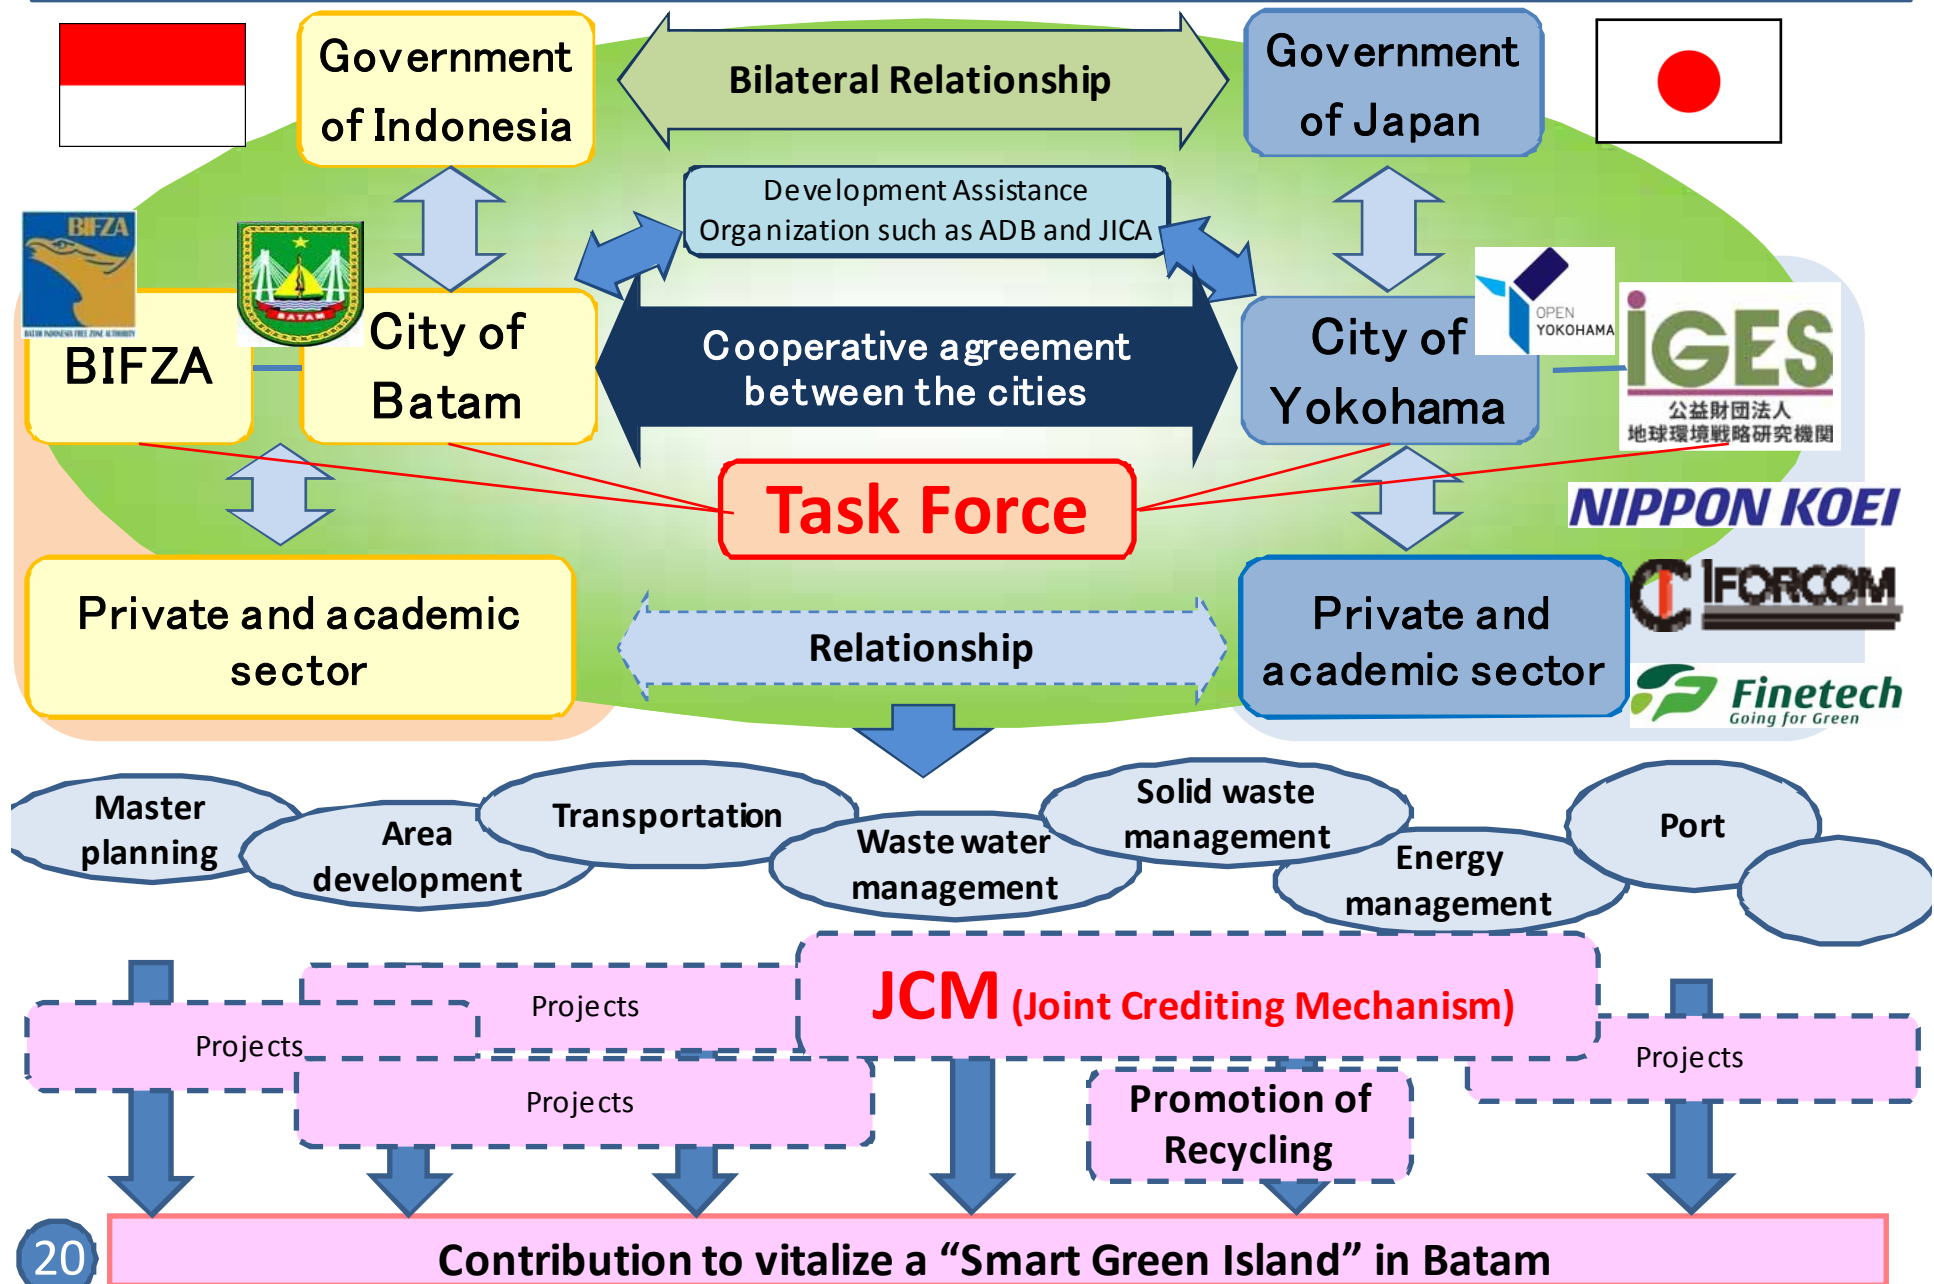 Government
of Indonesia
Bilateral Relationship
Government
of Japan
Development Assistance
Organization such as ADB and JICA
BIFZA
BATAM INDONESIA FREE ZONE AUTHORITY
BATAM
BIFZA
City of
Batam
Cooperative agreement
between the cities
City of
Yokohama
OPEN
YOKOHAMA
iGES
公益財団法人
地球環境戦略研究機関
Task Force
NIPPON KOEI
IFORCOM
Finetech
Going for Green
Private and academic
sector
Relationship
Private and
academic sector
Master
planning
Area
development
Transportation
Waste water
management
Solid waste
management
Energy
management
Port
JCM (Joint Crediting Mechanism)
Projects
Projects
Projects
Projects
Promotion of
Recycling
20
Contribution to vitalize a “Smart Green Island” in Batam